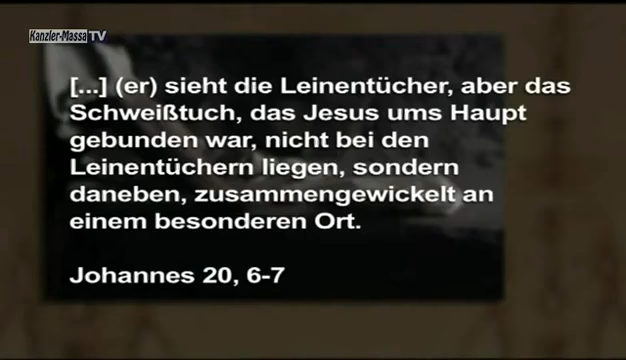 Kanzler-Massa TV
[...] (er) sieht die Leinentücher, aber das
Schweißtuch, das Jesus ums Haupt
gebunden war, nicht bei den
Leinentüchern liegen, sondern
daneben, zusammengewickelt an
einem besonderen Ort.
Johannes 20, 6-7